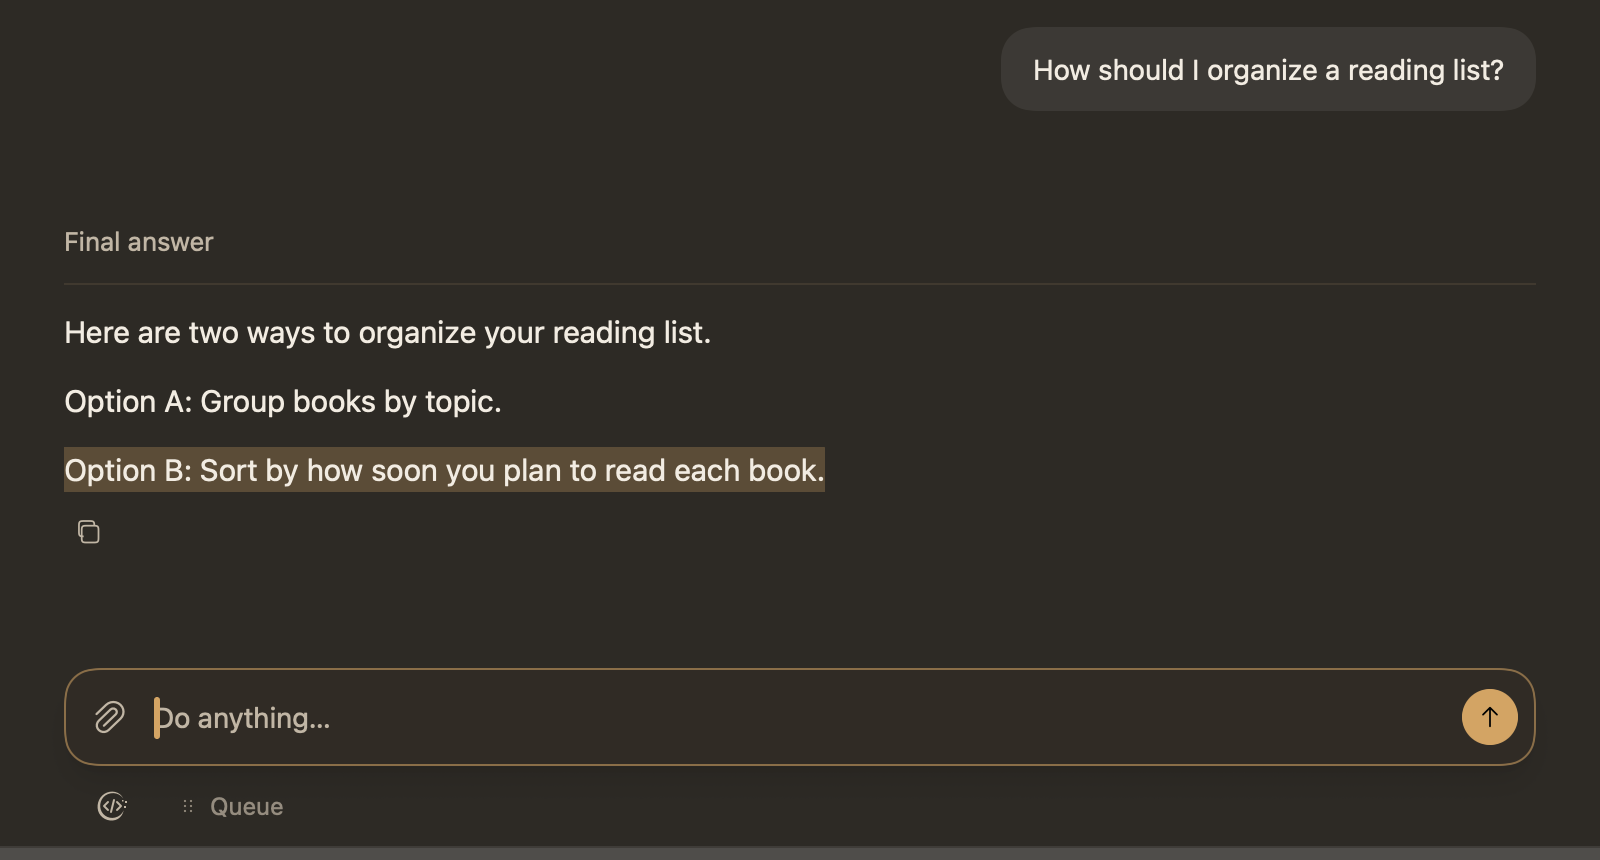 How should I organize a reading list?
Final answer
Here are two ways to organize your reading list.
Option A: Group books by topic.
Option B: Sort by how soon you plan to read each book.
Do anything...
Queue